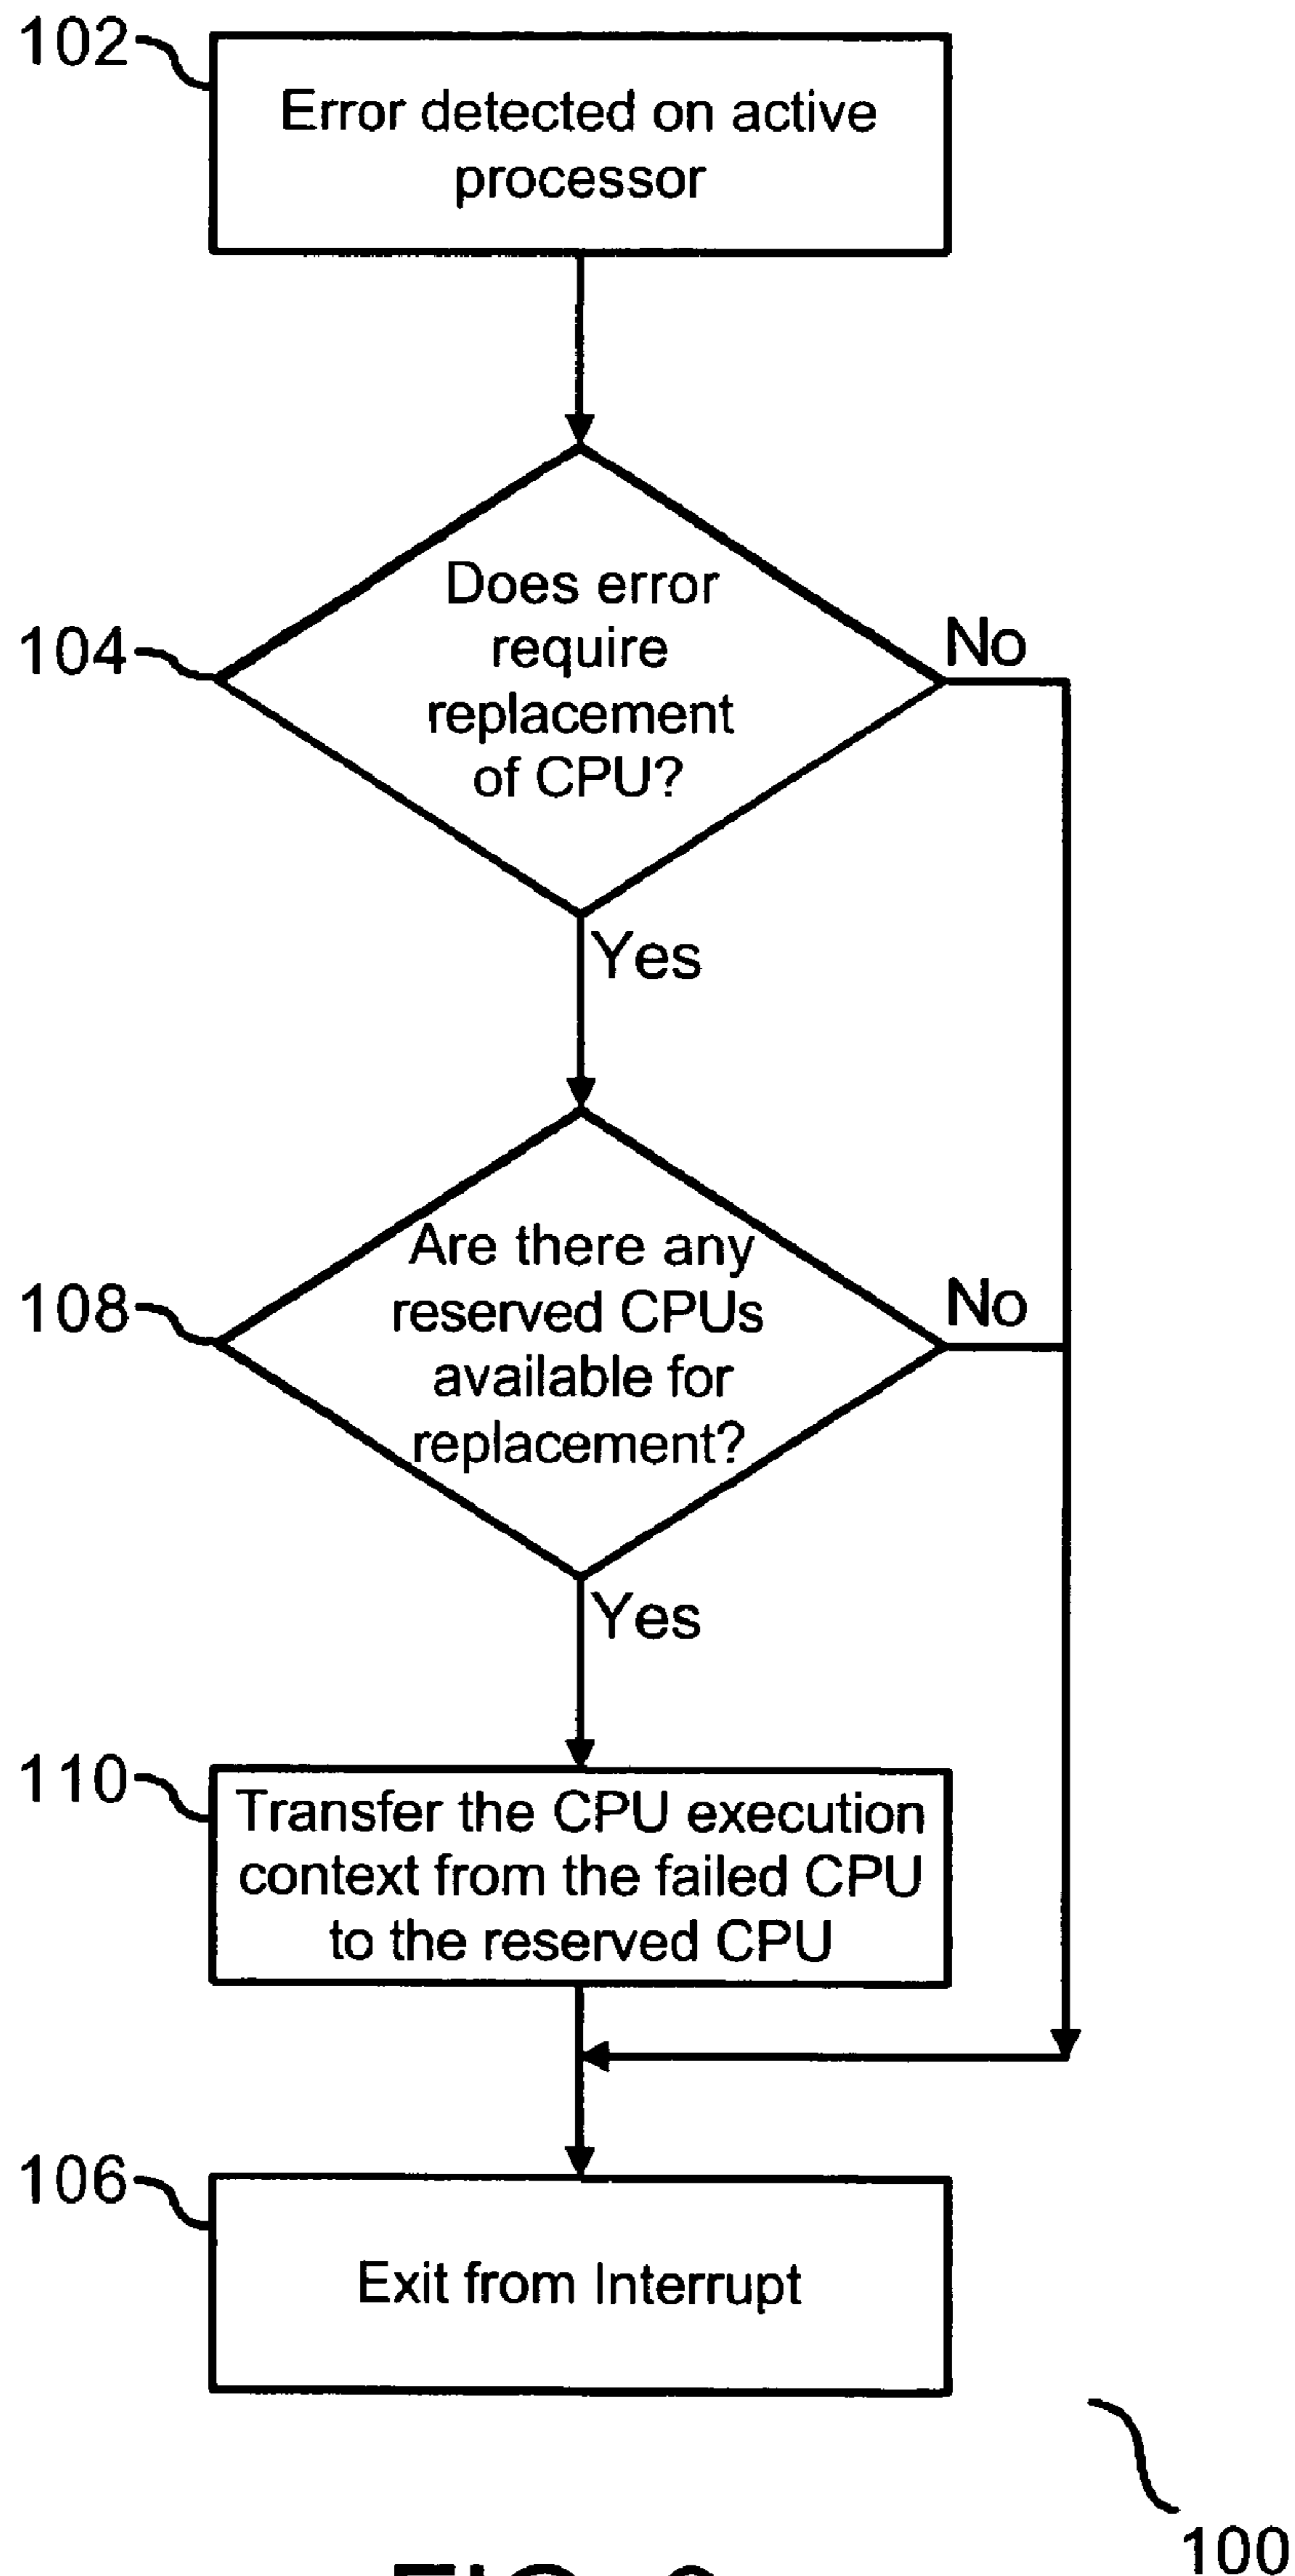 102
Error detected on active
processor
104
Does error
require
replacement
of CPU?
No
Yes
108
Are there any
reserved CPUs
available for
replacement?
No
Yes
110
Transfer the CPU execution
context from the failed CPU
to the reserved CPU
106
Exit from Interrupt
100